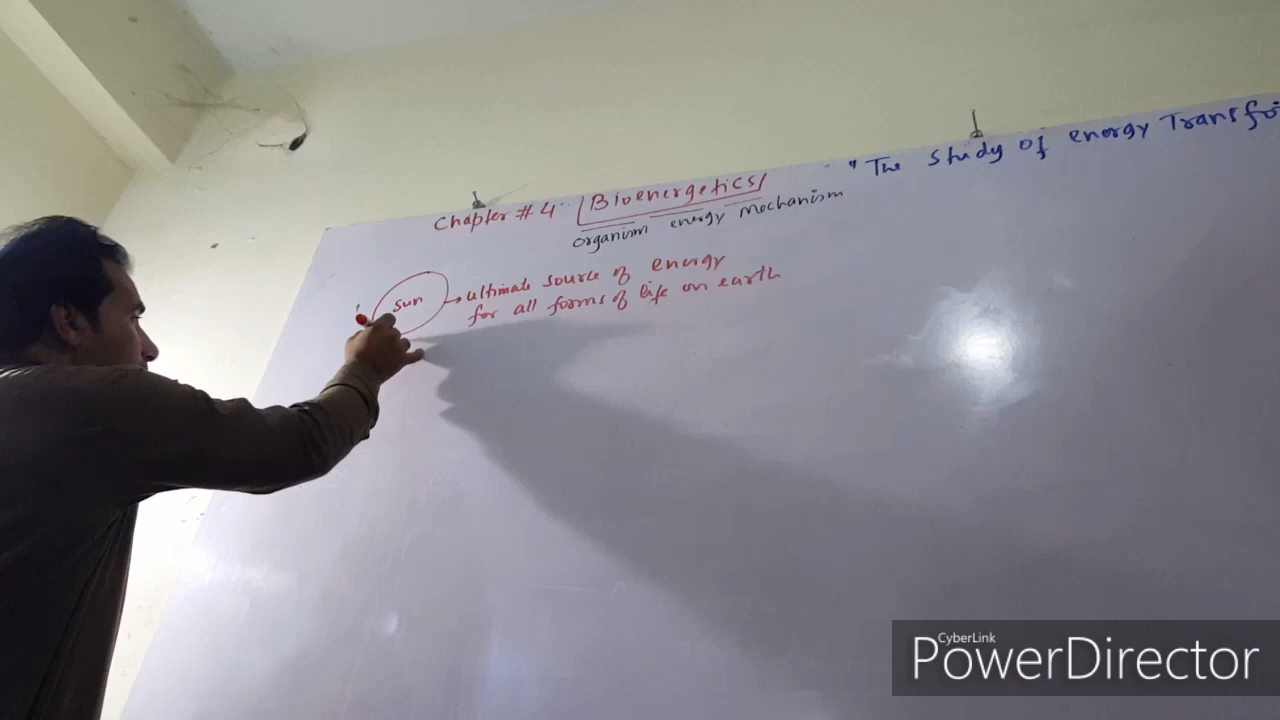 Chapter # 4 Bioenergetics
organism energy Mechanism
"The Study of energy Transfo
Sun → ultimate source of energy
for all forms of life on earth
CyberLink
PowerDirector